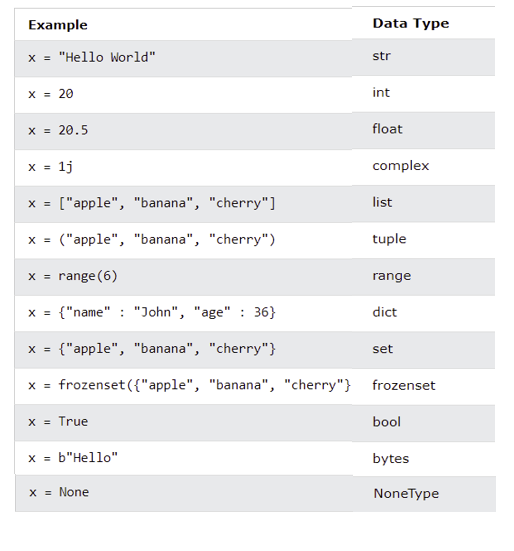 Example Data Type
x = "Hello World" str
x = 20 int
x = 20.5 float
x = 1j complex
x = ["apple", "banana", "cherry"] list
x = ("apple", "banana", "cherry") tuple
x = range(6) range
x = {"name" : "John", "age" : 36} dict
x = {"apple", "banana", "cherry"} set
x = frozenset({"apple", "banana", "cherry"} frozenset
x = True bool
x = b"Hello" bytes
x = None NoneType